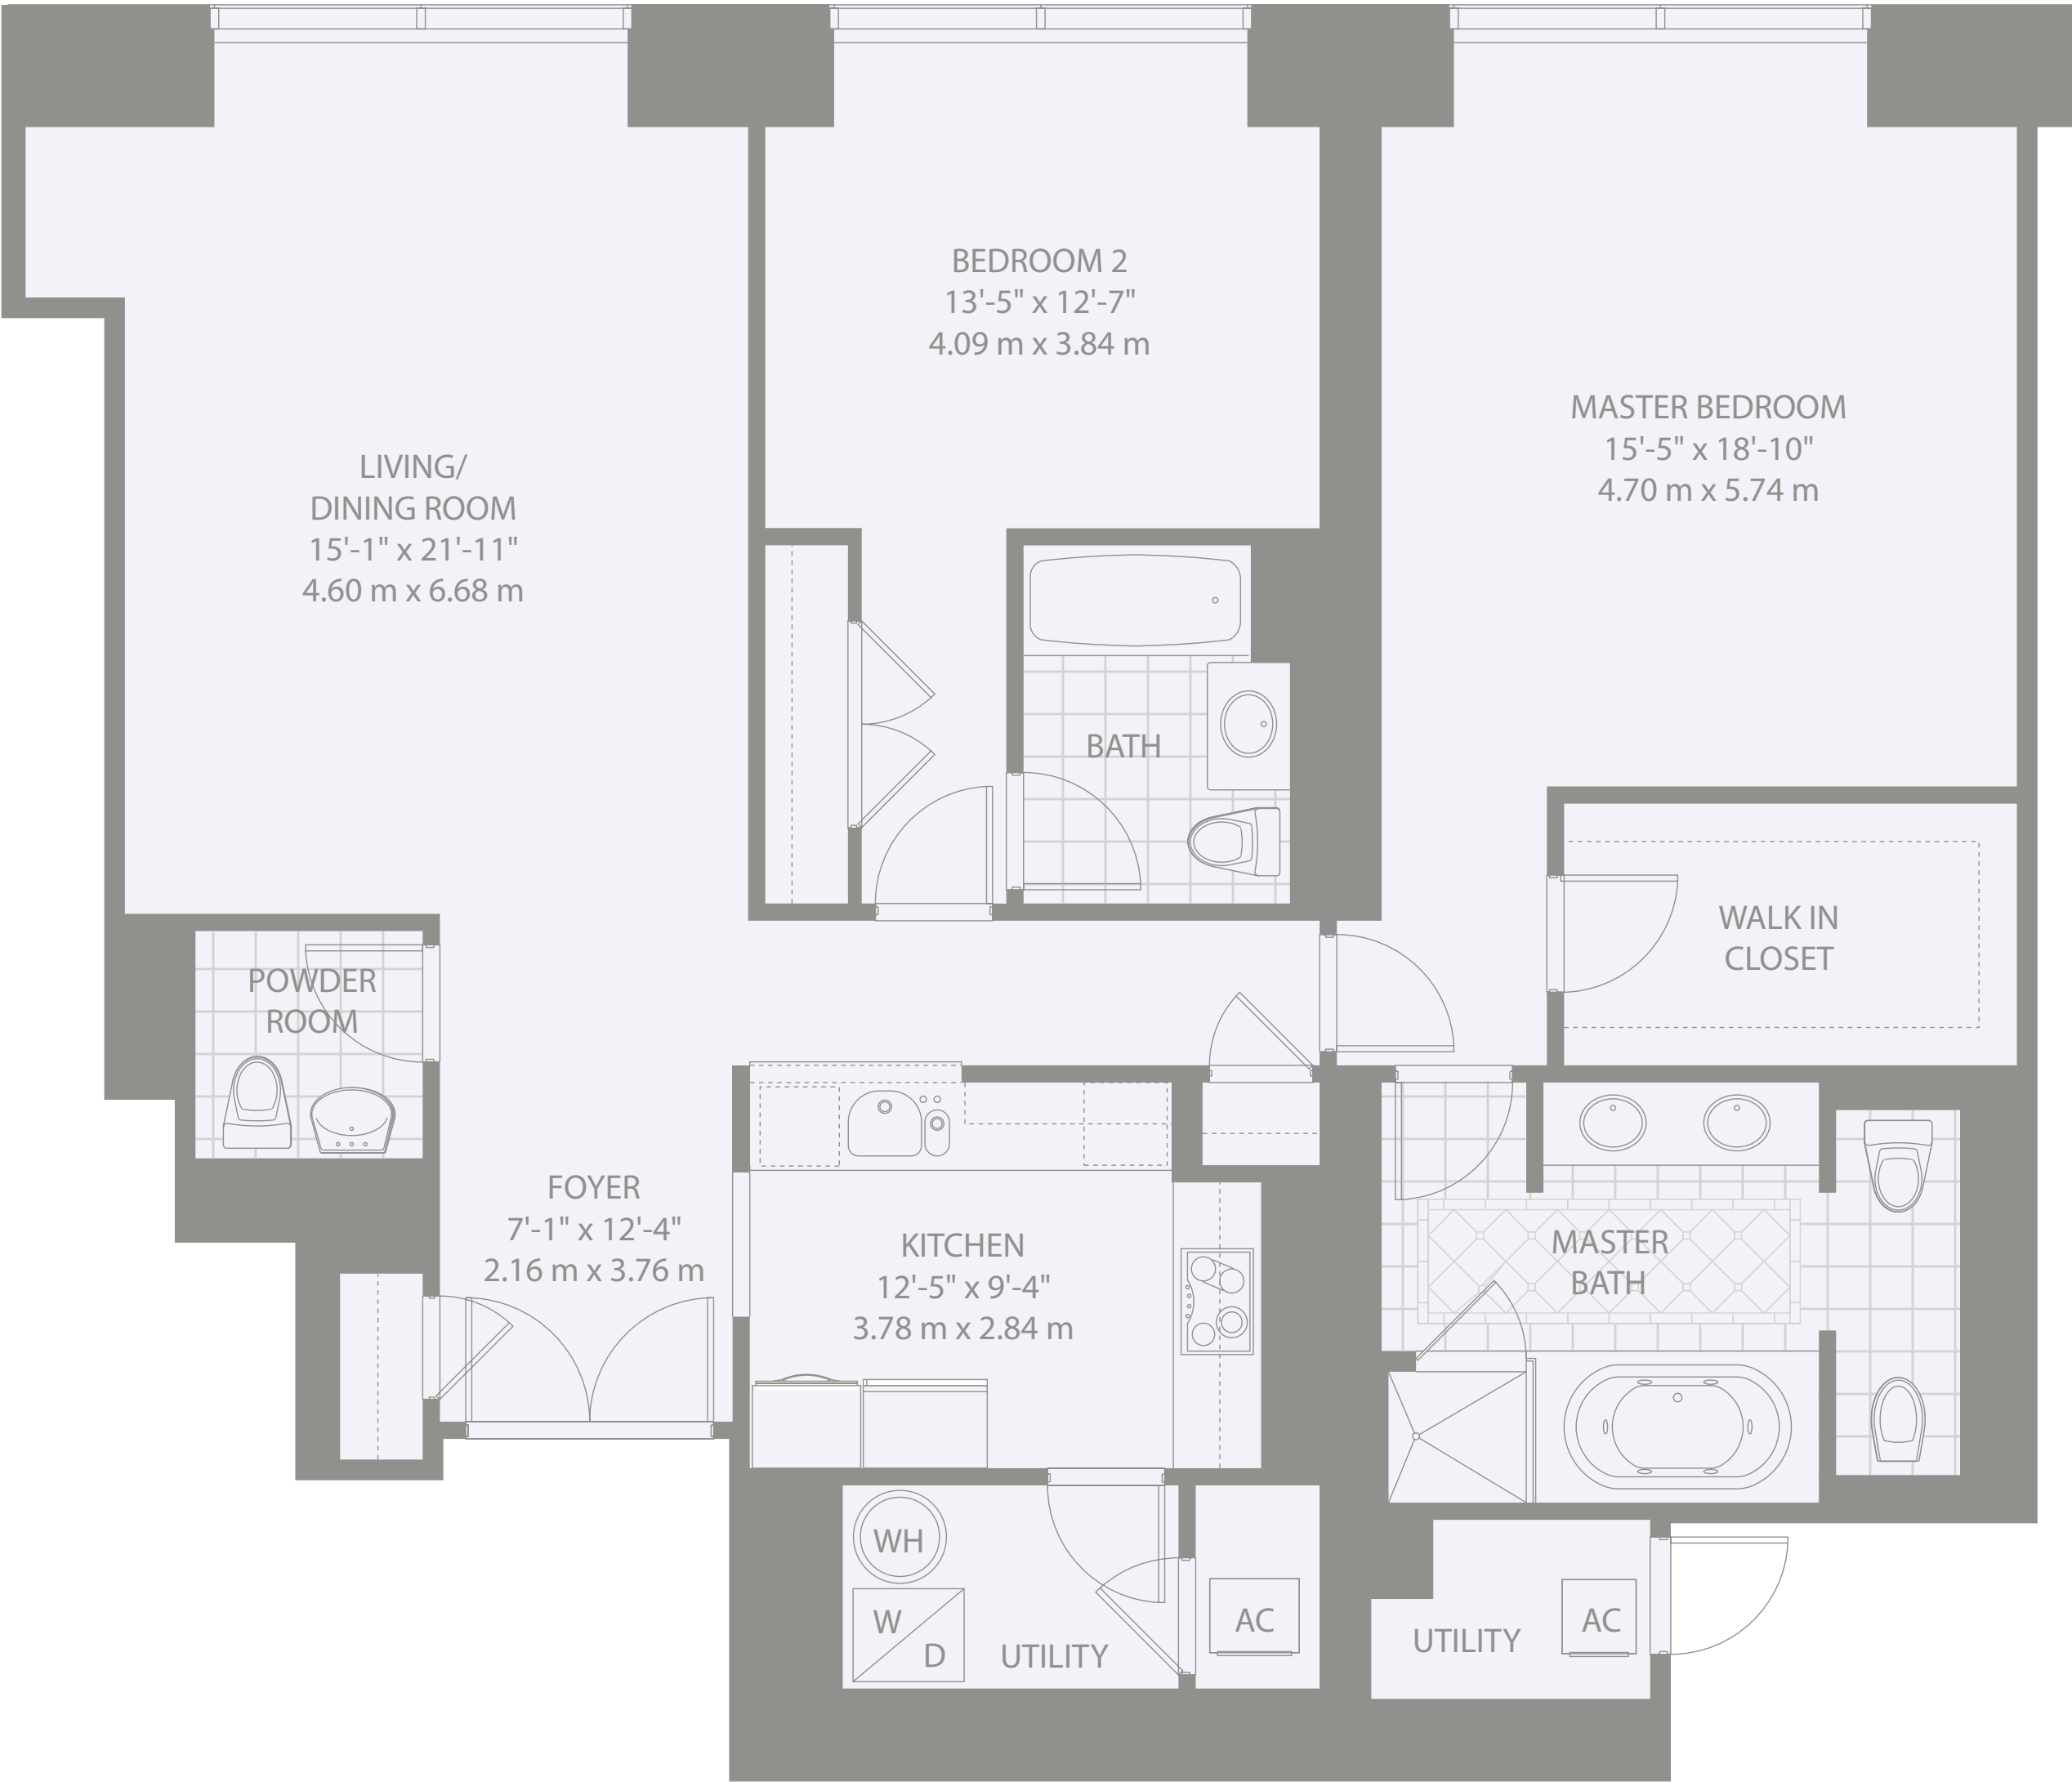 BEDROOM 2
13'-5" x 12'-7"
4.09 m x 3.84 m
MASTER BEDROOM
15'-5" x 18'-10"
4.70 m x 5.74 m
LIVING/
DINING ROOM
15'-1" x 21'-11"
4.60 m x 6.68 m
BATH
WALK IN
CLOSET
POWDER
ROOM
FOYER
7'-1" x 12'-4"
2.16 m x 3.76 m
KITCHEN
12'-5" x 9'-4"
3.78 m x 2.84 m
MASTER
BATH
WH
W
D
UTILITY
AC
UTILITY
AC